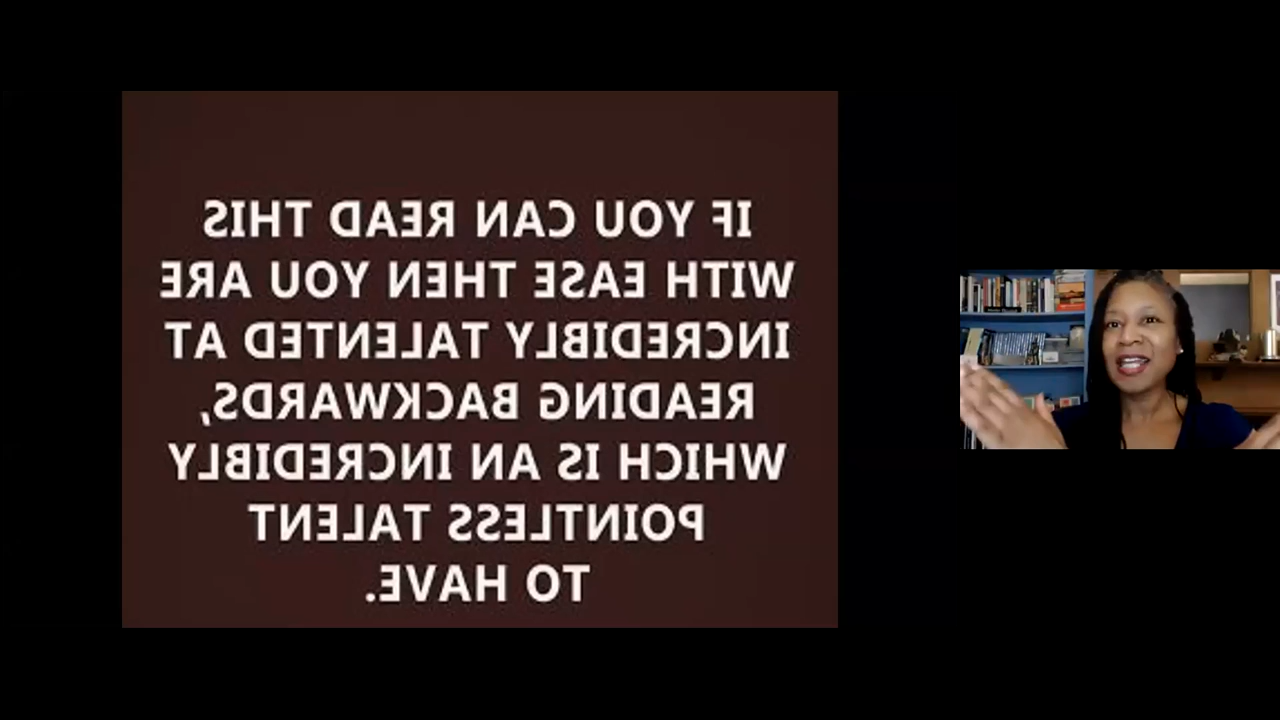 IF YOU CAN READ THIS
WITH EASE THEN YOU ARE
INCREDIBLY TALENTED AT
READING BACKWARDS,
WHICH IS AN INCREDIBLY
POINTLESS TALENT
TO HAVE.